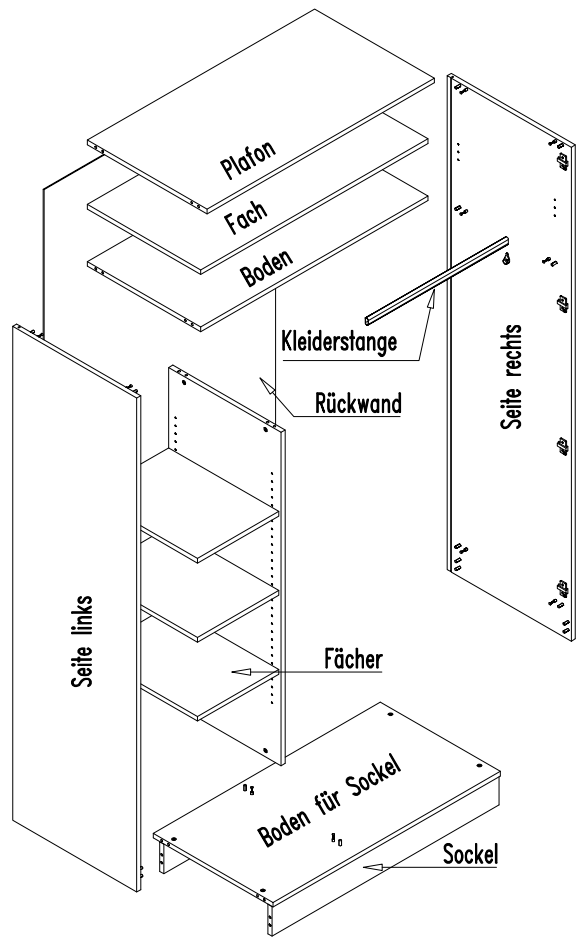 Plafon
Fach
Boden
Kleiderstange
Seite rechts
Rückwand
Seite links
Fächer
Boden für Sockel
Sockel